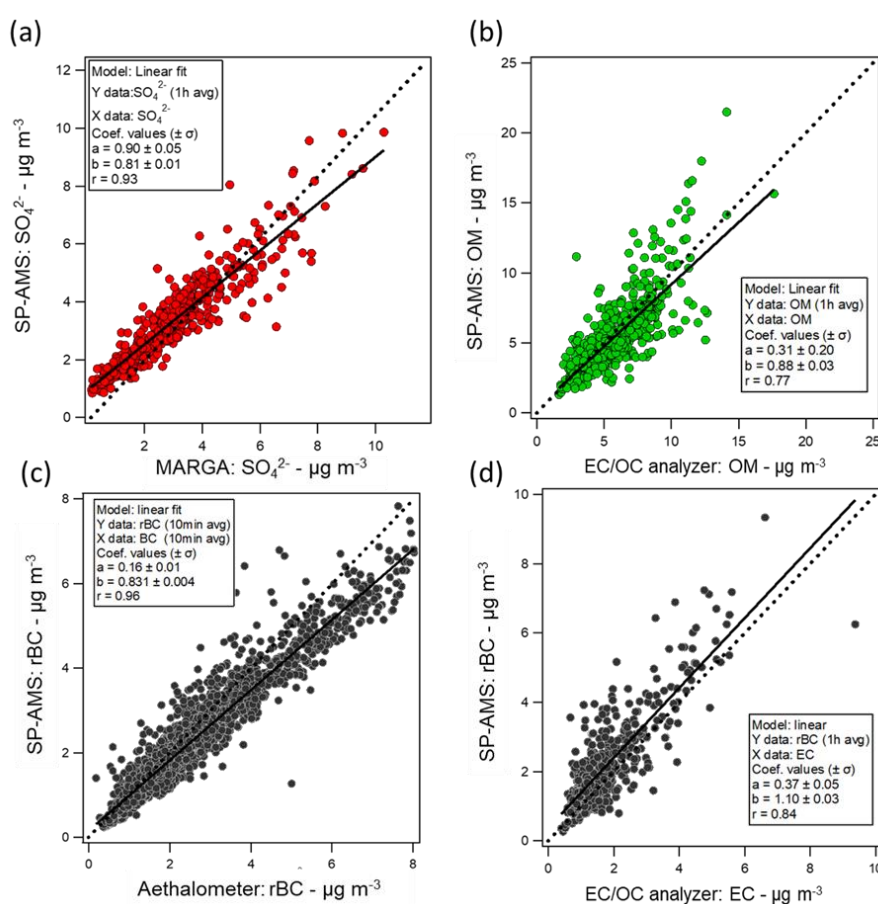 (a)
12
10
8
6
4
2
0
SP-AMS: SO₄²⁻ - µg m⁻³
Model: Linear fit
Y data:SO₄²⁻ (1h avg)
X data: SO₄²⁻
Coef. values (± σ)
a = 0.90 ± 0.05
b = 0.81 ± 0.01
r = 0.93
2 4 6 8 10
MARGA: SO₄²⁻ - µg m⁻³
(b)
25
20
15
10
5
0
SP-AMS: OM - µg m⁻³
Model: Linear fit
Y data: OM (1h avg)
X data: OM
Coef. values (± σ)
a = 0.31 ± 0.20
b = 0.88 ± 0.03
r = 0.77
0 5 10 15 20 25
EC/OC analyzer: OM - µg m⁻³
(c)
8
6
4
2
0
SP-AMS: rBC - µg m⁻³
Model: linear fit
Y data: rBC (10min avg)
X data: BC (10min avg)
Coef. values (± σ)
a = 0.16 ± 0.01
b = 0.831 ± 0.004
r = 0.96
0 2 4 6 8
Aethalometer: rBC - µg m⁻³
(d)
10
8
6
4
2
0
SP-AMS: rBC - µg m⁻³
Model: linear
Y data: rBC (1h avg)
X data: EC
Coef. values (± σ)
a = 0.37 ± 0.05
b = 1.10 ± 0.03
r = 0.84
0 2 4 6 8 10
EC/OC analyzer: EC - µg m⁻³